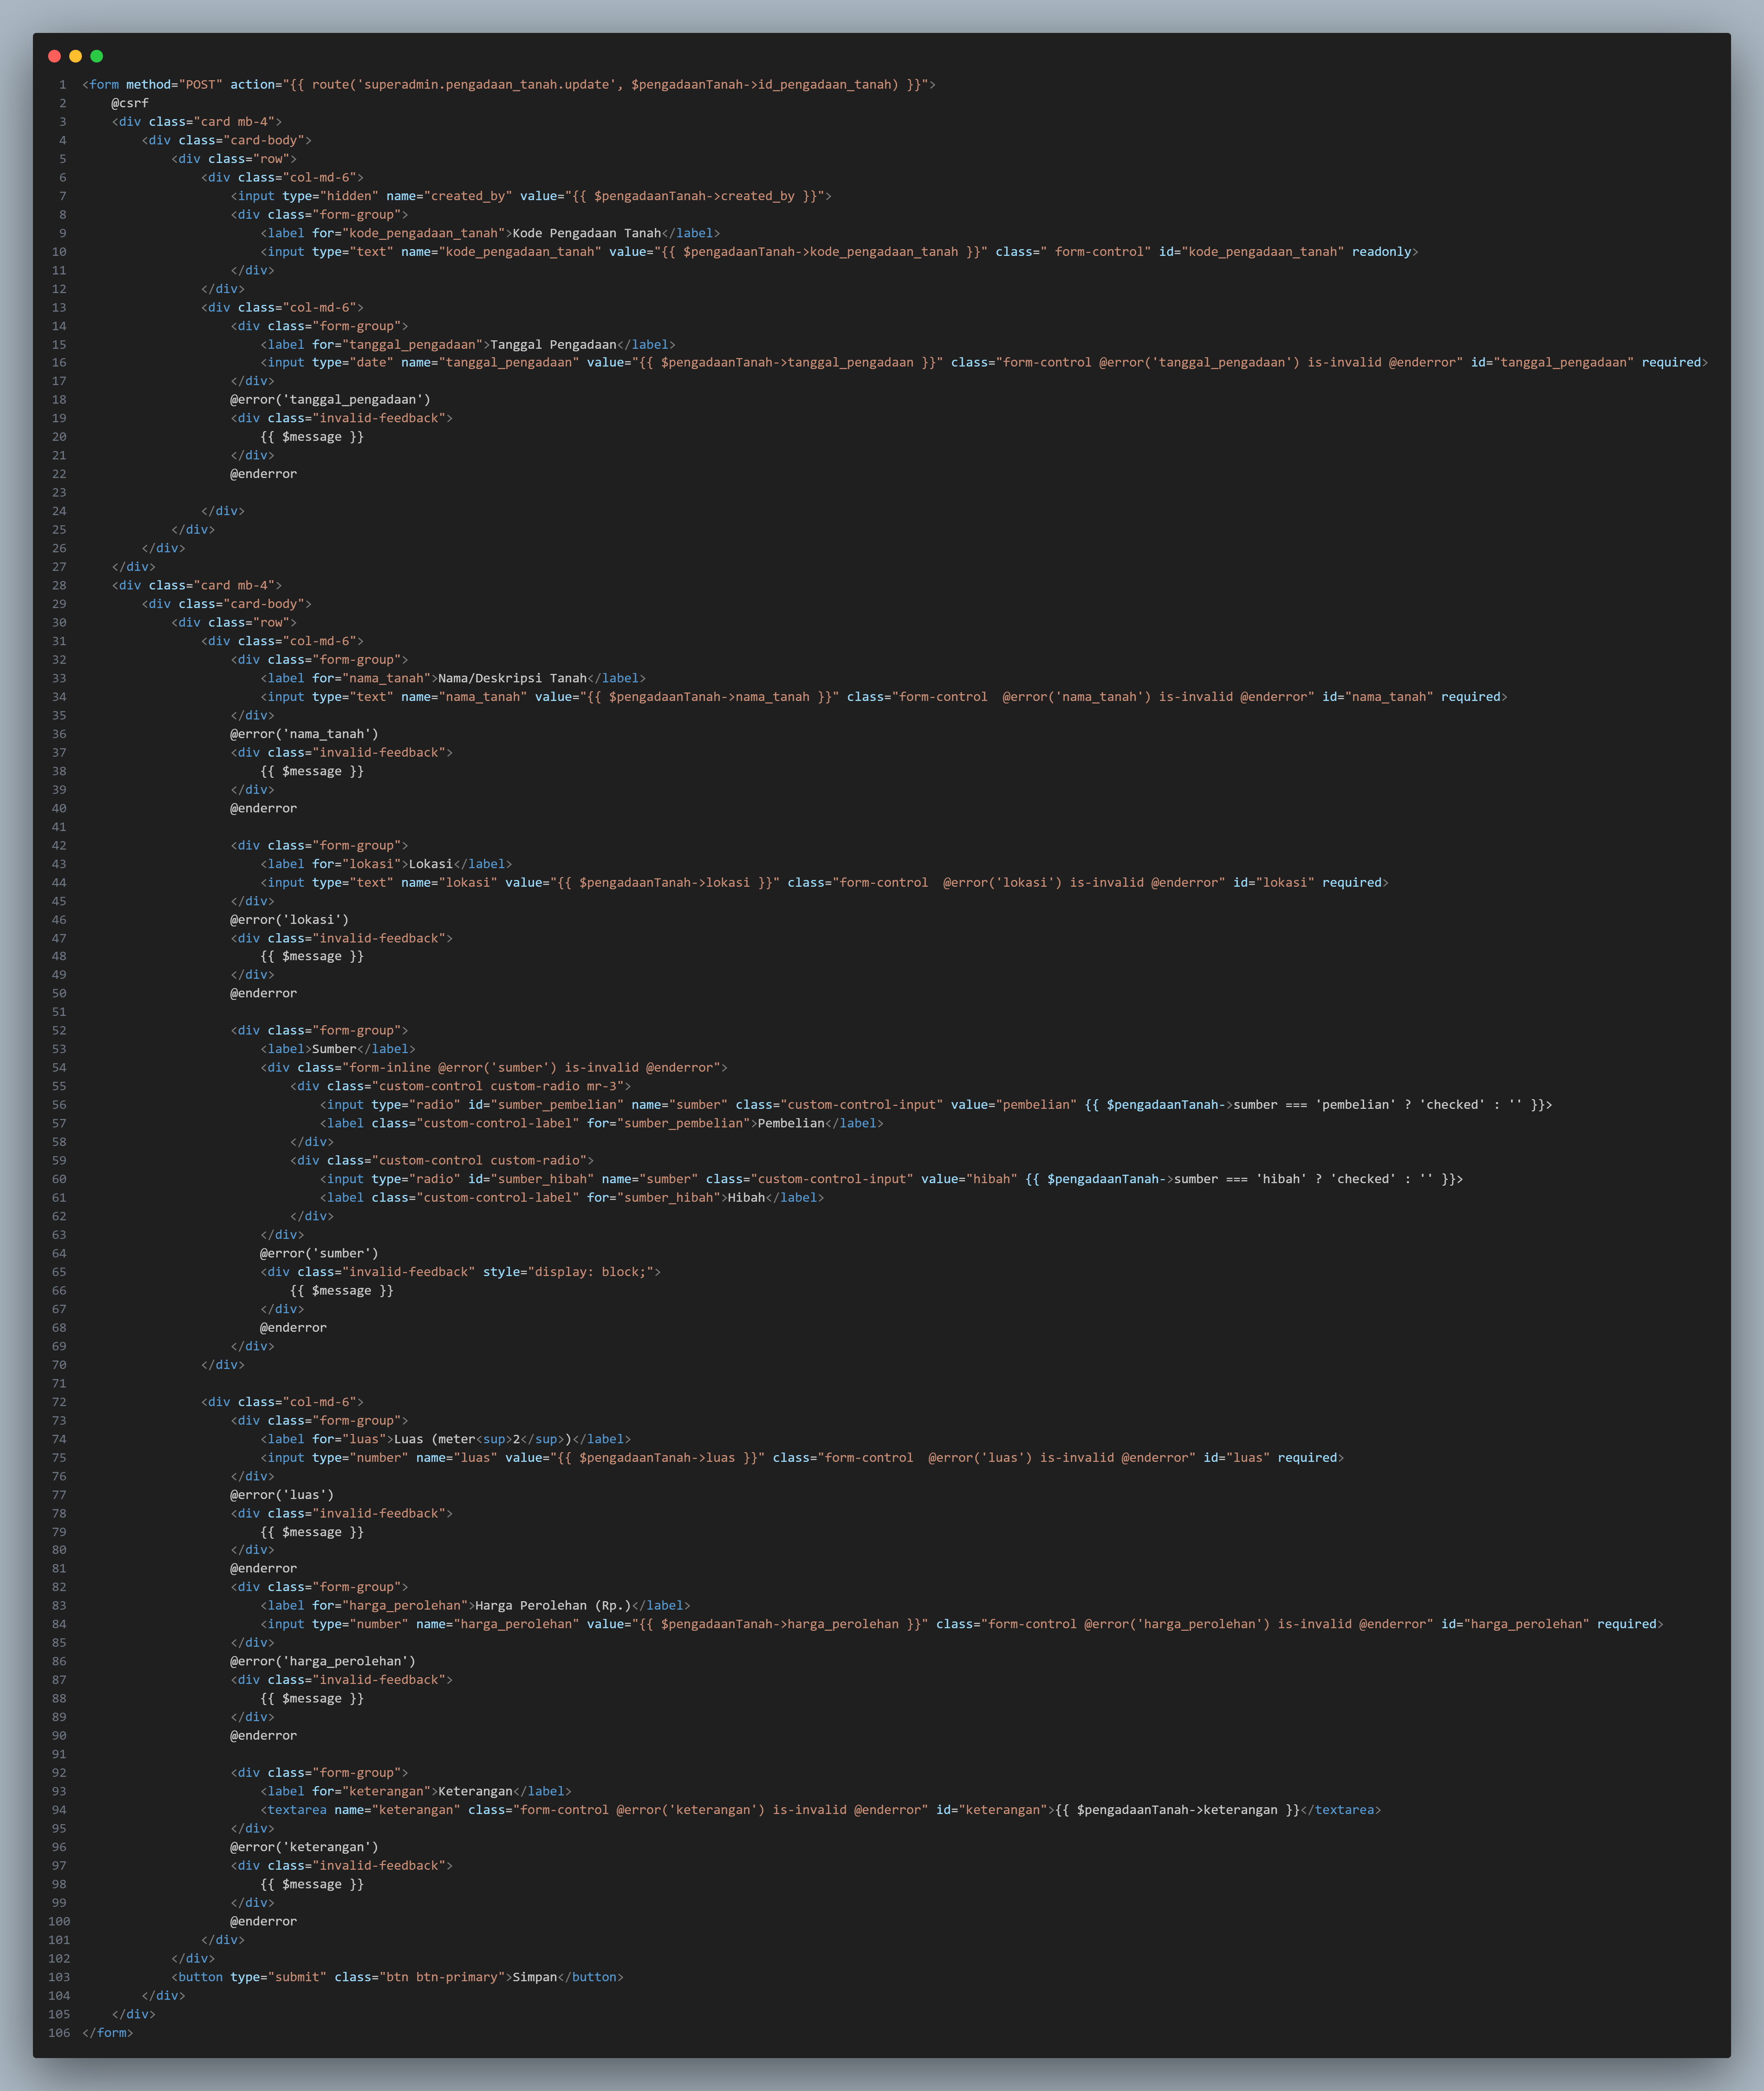 1 <form method="POST" action="{{ route('superadmin.pengadaan_tanah.update', $pengadaanTanah->id_pengadaan_tanah) }}">
2     @csrf
3     <div class="card mb-4">
4         <div class="card-body">
5             <div class="row">
6                 <div class="col-md-6">
7                     <input type="hidden" name="created_by" value="{{ $pengadaanTanah->created_by }}">
8                     <div class="form-group">
9                         <label for="kode_pengadaan_tanah">Kode Pengadaan Tanah</label>
10                         <input type="text" name="kode_pengadaan_tanah" value="{{ $pengadaanTanah->kode_pengadaan_tanah }}" class=" form-control" id="kode_pengadaan_tanah" readonly>
11                     </div>
12                 </div>
13                 <div class="col-md-6">
14                     <div class="form-group">
15                         <label for="tanggal_pengadaan">Tanggal Pengadaan</label>
16                         <input type="date" name="tanggal_pengadaan" value="{{ $pengadaanTanah->tanggal_pengadaan }}" class="form-control @error('tanggal_pengadaan') is-invalid @enderror" id="tanggal_pengadaan" required>
17                     </div>
18                     @error('tanggal_pengadaan')
19                     <div class="invalid-feedback">
20                         {{ $message }}
21                     </div>
22                     @enderror
23
24                 </div>
25             </div>
26         </div>
27     </div>
28     <div class="card mb-4">
29         <div class="card-body">
30             <div class="row">
31                 <div class="col-md-6">
32                     <div class="form-group">
33                         <label for="nama_tanah">Nama/Deskripsi Tanah</label>
34                         <input type="text" name="nama_tanah" value="{{ $pengadaanTanah->nama_tanah }}" class="form-control  @error('nama_tanah') is-invalid @enderror" id="nama_tanah" required>
35                     </div>
36                     @error('nama_tanah')
37                     <div class="invalid-feedback">
38                         {{ $message }}
39                     </div>
40                     @enderror
41
42                     <div class="form-group">
43                         <label for="lokasi">Lokasi</label>
44                         <input type="text" name="lokasi" value="{{ $pengadaanTanah->lokasi }}" class="form-control  @error('lokasi') is-invalid @enderror" id="lokasi" required>
45                     </div>
46                     @error('lokasi')
47                     <div class="invalid-feedback">
48                         {{ $message }}
49                     </div>
50                     @enderror
51
52                     <div class="form-group">
53                         <label>Sumber</label>
54                         <div class="form-inline @error('sumber') is-invalid @enderror">
55                             <div class="custom-control custom-radio mr-3">
56                                 <input type="radio" id="sumber_pembelian" name="sumber" class="custom-control-input" value="pembelian" {{ $pengadaanTanah->sumber === 'pembelian' ? 'checked' : '' }}>
57                                 <label class="custom-control-label" for="sumber_pembelian">Pembelian</label>
58                             </div>
59                             <div class="custom-control custom-radio">
60                                 <input type="radio" id="sumber_hibah" name="sumber" class="custom-control-input" value="hibah" {{ $pengadaanTanah->sumber === 'hibah' ? 'checked' : '' }}>
61                                 <label class="custom-control-label" for="sumber_hibah">Hibah</label>
62                             </div>
63                         </div>
64                         @error('sumber')
65                         <div class="invalid-feedback" style="display: block;">
66                             {{ $message }}
67                         </div>
68                         @enderror
69                     </div>
70                 </div>
71
72                 <div class="col-md-6">
73                     <div class="form-group">
74                         <label for="luas">Luas (meter<sup>2</sup>)</label>
75                         <input type="number" name="luas" value="{{ $pengadaanTanah->luas }}" class="form-control  @error('luas') is-invalid @enderror" id="luas" required>
76                     </div>
77                     @error('luas')
78                     <div class="invalid-feedback">
79                         {{ $message }}
80                     </div>
81                     @enderror
82                     <div class="form-group">
83                         <label for="harga_perolehan">Harga Perolehan (Rp.)</label>
84                         <input type="number" name="harga_perolehan" value="{{ $pengadaanTanah->harga_perolehan }}" class="form-control @error('harga_perolehan') is-invalid @enderror" id="harga_perolehan" required>
85                     </div>
86                     @error('harga_perolehan')
87                     <div class="invalid-feedback">
88                         {{ $message }}
89                     </div>
90                     @enderror
91
92                     <div class="form-group">
93                         <label for="keterangan">Keterangan</label>
94                         <textarea name="keterangan" class="form-control @error('keterangan') is-invalid @enderror" id="keterangan">{{ $pengadaanTanah->keterangan }}</textarea>
95                     </div>
96                     @error('keterangan')
97                     <div class="invalid-feedback">
98                         {{ $message }}
99                     </div>
100                     @enderror
101                 </div>
102             </div>
103             <button type="submit" class="btn btn-primary">Simpan</button>
104         </div>
105     </div>
106 </form>